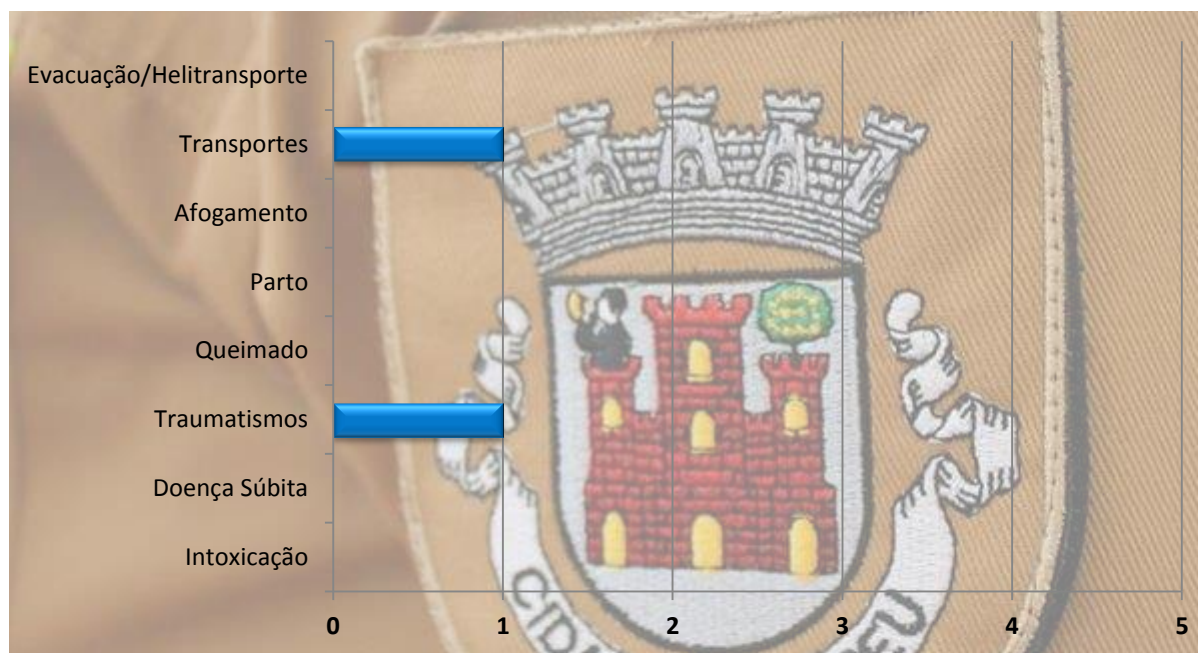 Evacuação/Helitransporte
Transportes
Afogamento
Parto
Queimado
Traumatismos
Doença Súbita
Intoxicação
0 1 2 3 4 5